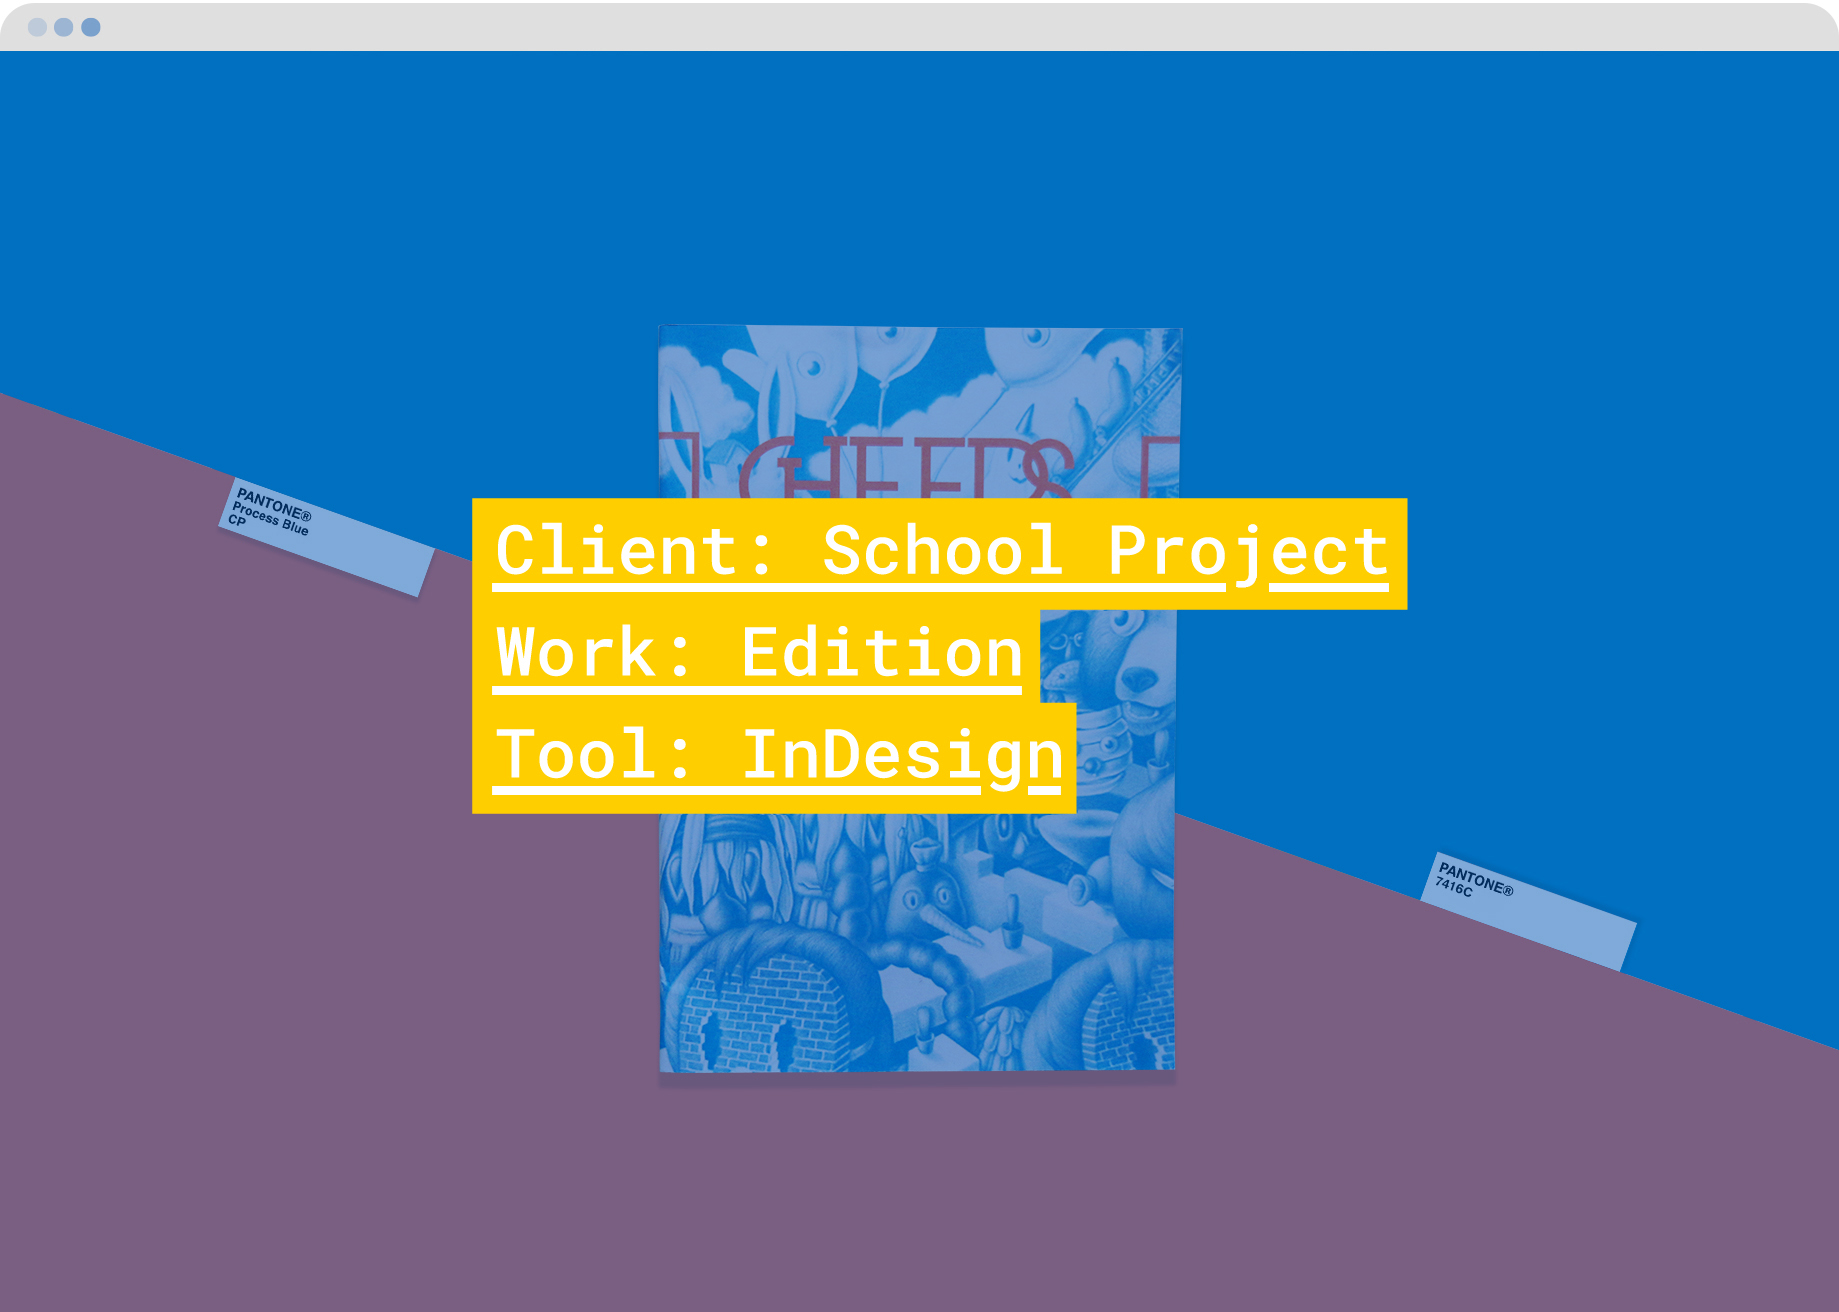 PANTONE®
Process Blue
CP
Client: School Project
Work: Edition
Tool: InDesign
PANTONE®
7416C